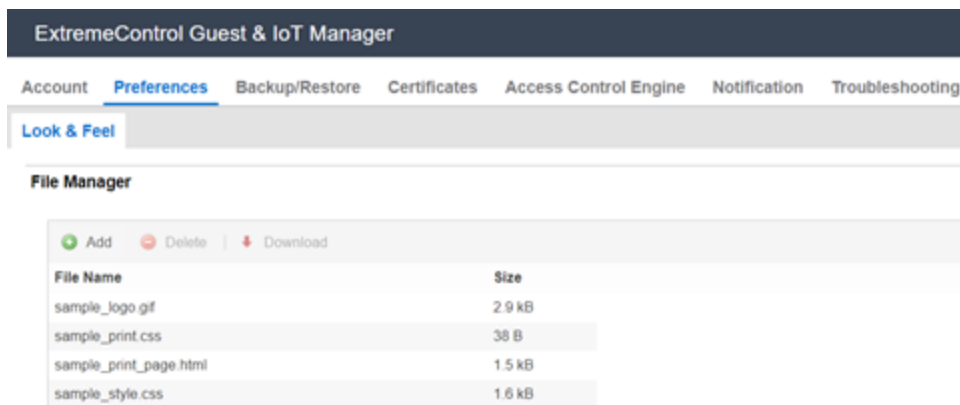 ExtremeControl Guest & IoT Manager
Account Preferences Backup/Restore Certificates Access Control Engine Notification Troubleshooting
Look & Feel
File Manager
Add Delete Download
File Name Size
sample_logo.gif 2.9 kB
sample_print.css 38 B
sample_print_page.html 1.5 kB
sample_style.css 1.6 kB